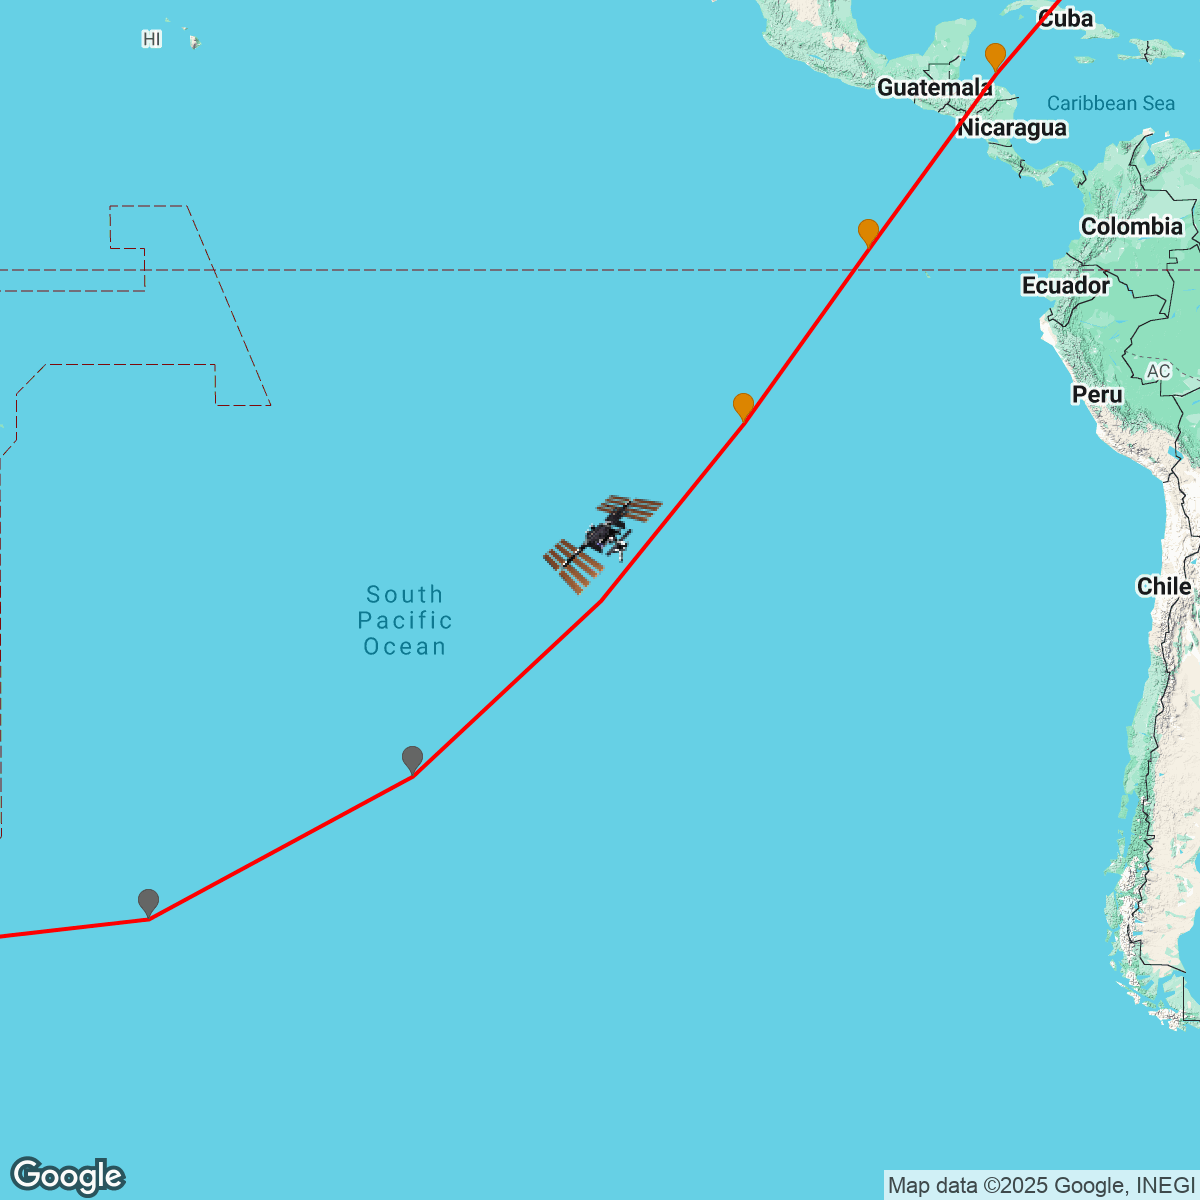 HI
Cuba
Guatemala
Caribbean Sea
Nicaragua
Colombia
Ecuador
AC
Peru
Chile
South
Pacific
Ocean
Google
Map data ©2025 Google, INEGI